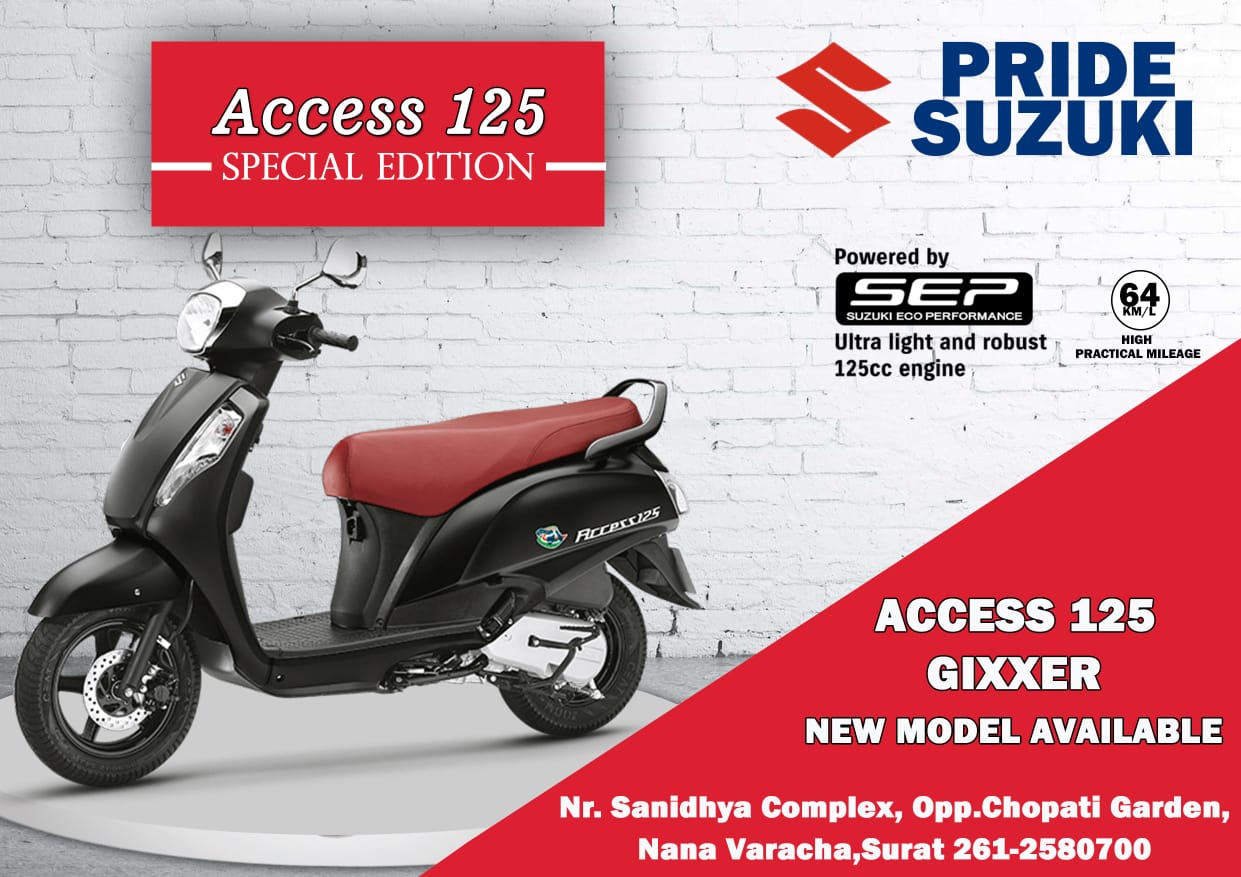 Access 125
SPECIAL EDITION
PRIDE
SUZUKI
Powered by
SEP
SUZUKI ECO PERFORMANCE
Ultra light and robust
125cc engine
64
KM/L
HIGH
PRACTICAL MILEAGE
Access125
ACCESS 125
GIXXER
NEW MODEL AVAILABLE
Nr. Sanidhya Complex, Opp.Chopati Garden,
Nana Varacha,Surat 261-2580700